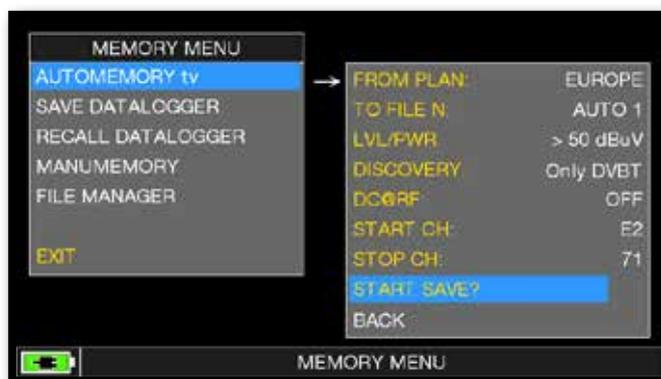 MEMORY MENU
AUTOMEMORY tv
SAVE DATALOGGER
RECALL DATALOGGER
MANUMEMORY
FILE MANAGER
EXIT
FROM PLAN: EUROPE
TO FILE N: AUTO 1
LVL/PWR > 50 dBuV
DISCOVERY Only DVBT
DC@RF: OFF
START CH: E2
STOP CH: 71
START SAVE?
BACK
MEMORY MENU